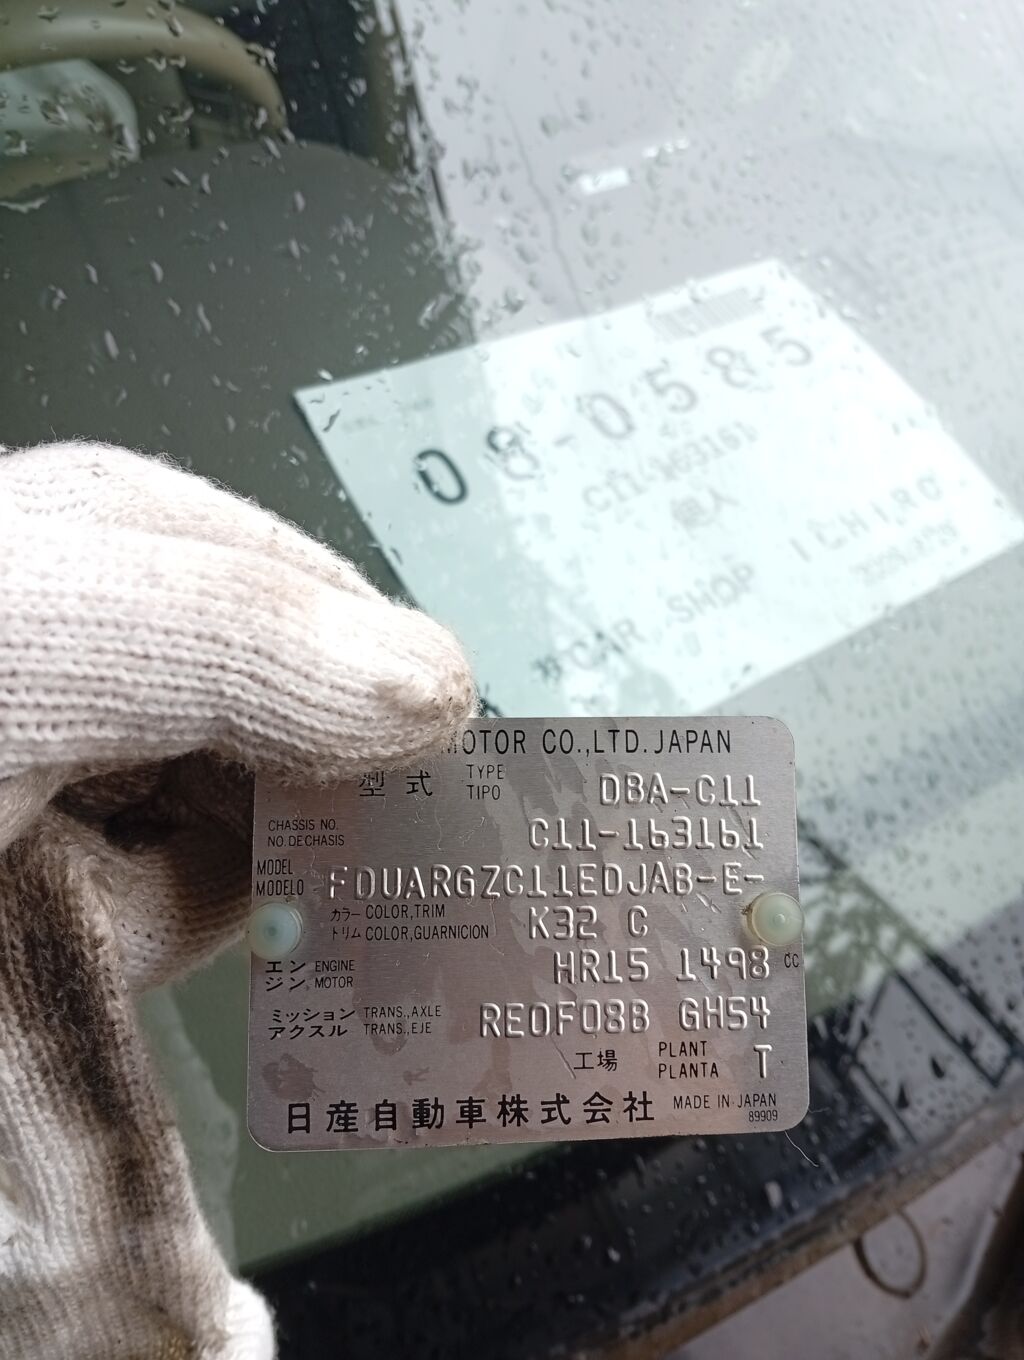 08-0585
C11-163161
個人
*CAR SHOP ICHIRO
MOTOR CO.,LTD. JAPAN
型式 TYPE TIPO DBA-C11
CHASSIS NO. NO.DE CHASIS C11-163161
MODEL MODELO FDUARGZC11EDJAB-E-
カラー COLOR,TRIM
トリム COLOR,GUARNICION K32 C
エン ENGINE
ジン MOTOR HR15 1498 CC
ミッション TRANS.,AXLE
アクスル TRANS.,EJE RE0F08B GH54
工場 PLANT PLANTA T
日産自動車株式会社 MADE IN JAPAN
89909